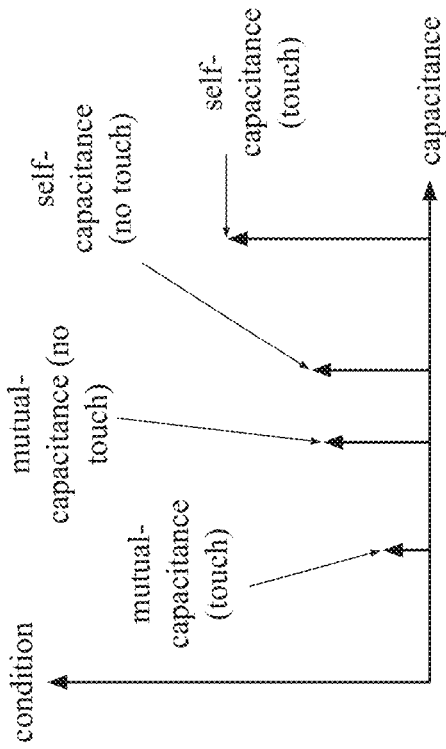 condition
mutual-
capacitance
(touch)
mutual-
capacitance (no
touch)
self-
capacitance
(no touch)
self-
capacitance
(touch)
capacitance